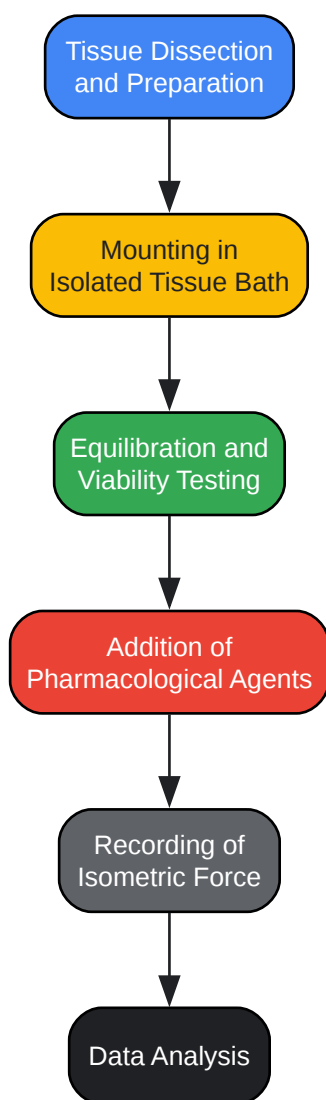 Tissue Dissection
and Preparation
Mounting in
Isolated Tissue Bath
Equilibration and
Viability Testing
Addition of
Pharmacological Agents
Recording of
Isometric Force
Data Analysis